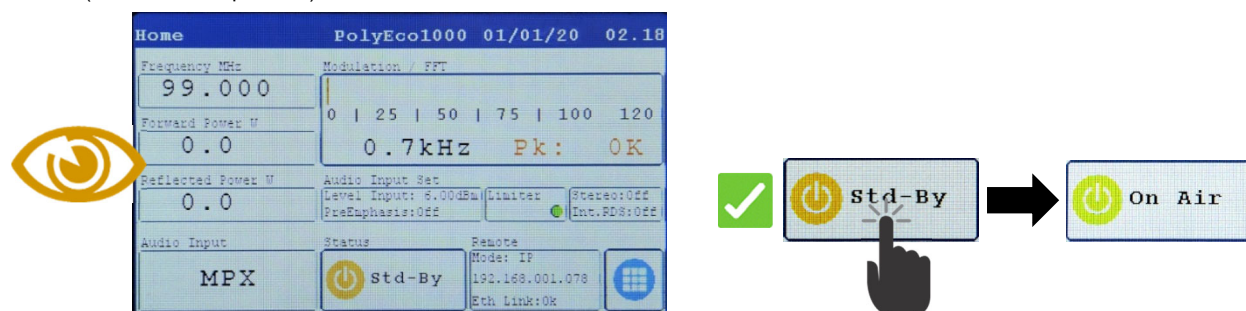 Home PolyEco1000 01/01/20 02.18
Frequency MHz
99.000
Modulation / FFT
0 | 25 | 50 | 75 | 100 120
0.7kHz Pk: 0K
Forward Power W
0.0
Reflected Power W
0.0
Audio Input Set
Level Input: 6.00dBm
PreEmphasis:Off
Limiter
Stereo:Off
Int.RDS:Off
Audio Input
MPX
Status
Std-By
Remote
Mode: IP
192.168.001.078
Eth Link:Ok
Std-By
On Air